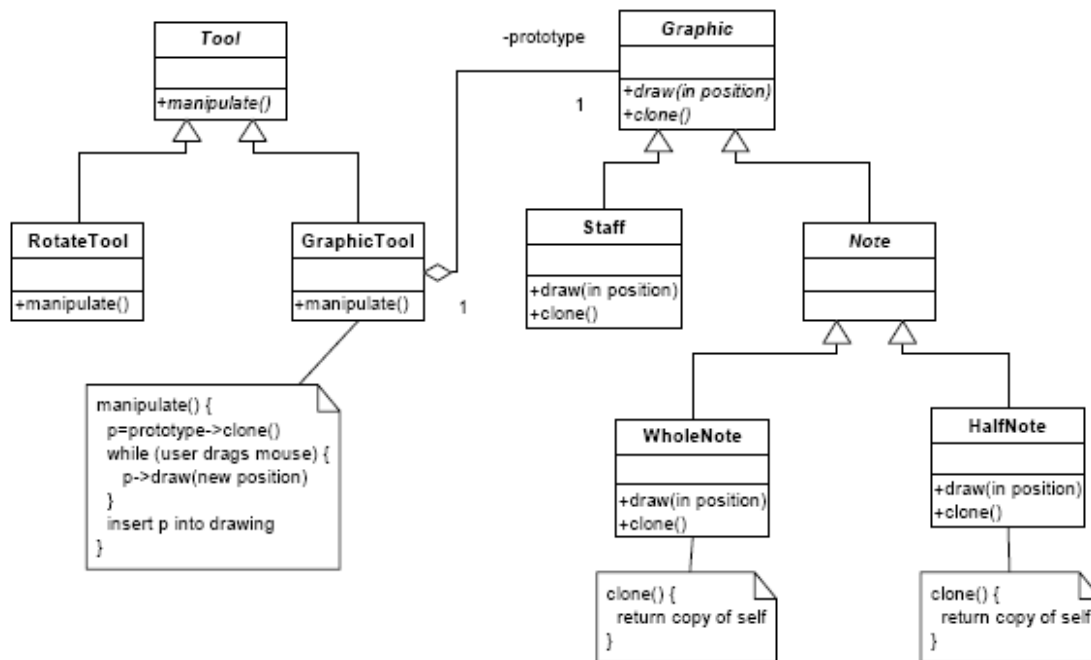 Tool
+manipulate()
-prototype
1
Graphic
+draw(in position)
+clone()
RotateTool
+manipulate()
GraphicTool
+manipulate()
1
Staff
+draw(in position)
+clone()
Note
manipulate() {
p=prototype->clone()
while (user drags mouse) {
p->draw(new position)
}
insert p into drawing
}
WholeNote
+draw(in position)
+clone()
HalfNote
+draw(in position)
+clone()
clone() {
return copy of self
}
clone() {
return copy of self
}